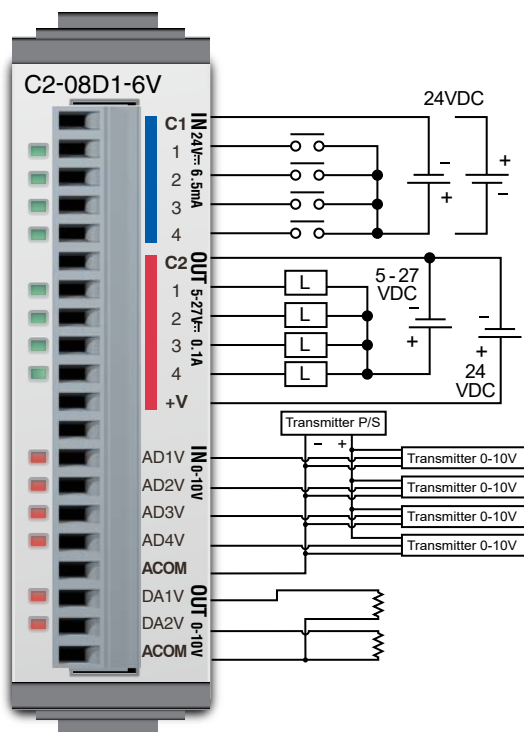 C2-08D1-6V
C1
1
2
3
4
IN 24V⎓ 6.5mA
24VDC
−
+
+
−
C2
1
2
3
4
+V
OUT 5-27V⎓ 0.1A
L
L
L
L
5-27
VDC
−
+
−
+
24
VDC
Transmitter P/S
− +
AD1V
AD2V
AD3V
AD4V
ACOM
IN 0-10V
Transmitter 0-10V
Transmitter 0-10V
Transmitter 0-10V
Transmitter 0-10V
DA1V
DA2V
ACOM
OUT 0-10V